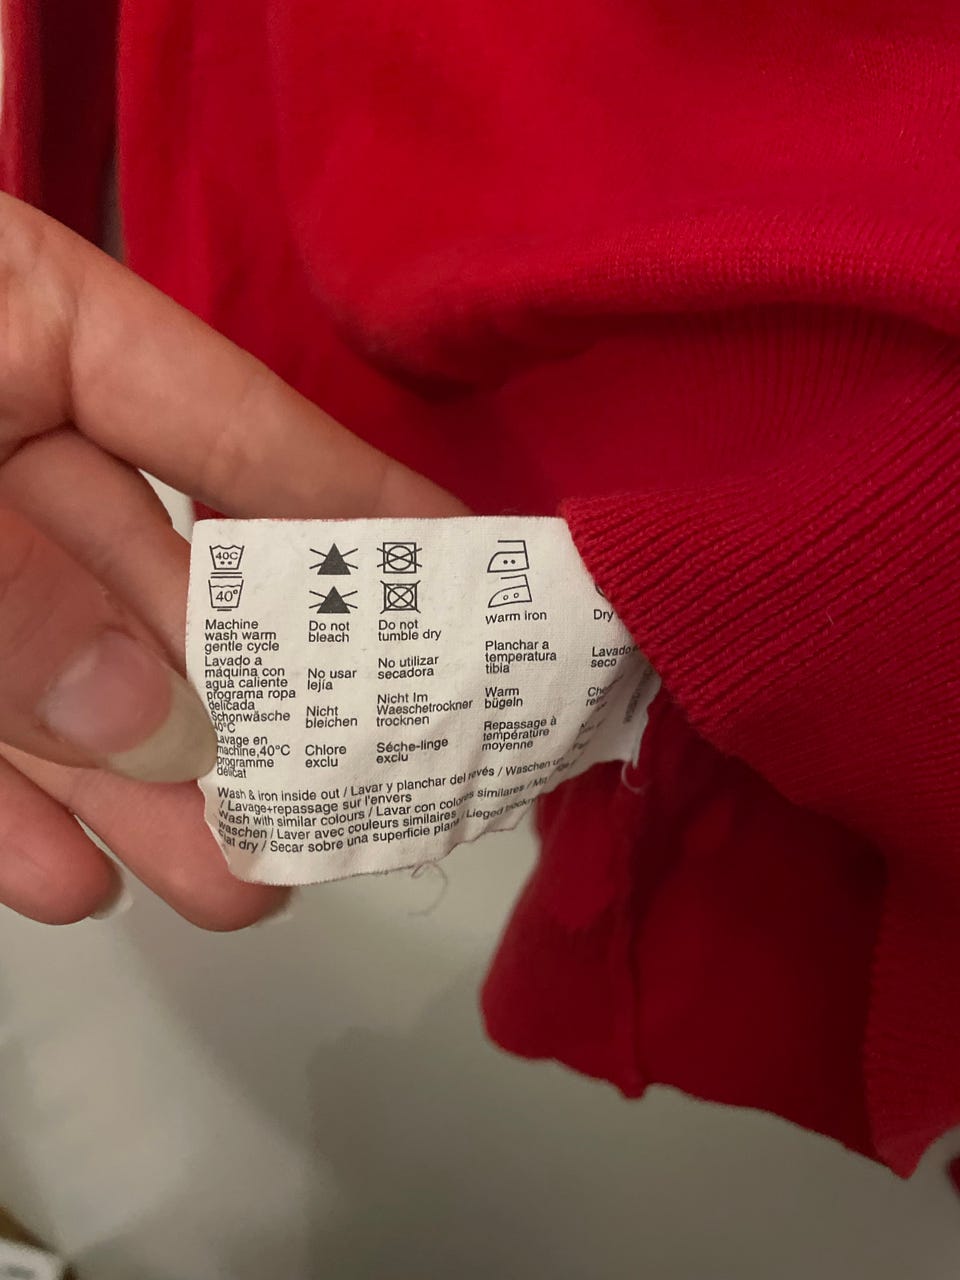 40C
40°
Machine
wash warm
gentle cycle
Lavado a
máquina con
agua caliente
programa ropa
delicada
Schonwäsche
40°C
Lavage en
machine,40°C
programme
délicat
Do not
bleach
No usar
lejía
Nicht
bleichen
Chlore
exclu
Do not
tumble dry
No utilizar
secadora
Nicht Im
Waeschetrockner
trocknen
Séche-linge
exclu
Warm iron
Planchar a
temperatura
tibia
Warm
bügeln
Repassage à
température
moyenne
Dry
Lavado
seco
Wash & iron inside out / Lavar y planchar del revés / Waschen
/ Lavage+repassage sur l'envers
Wash with similar colours / Lavar con colores similares /
waschen / Laver avec couleurs similaires / Lieged
Flat dry / Secar sobre una superficie